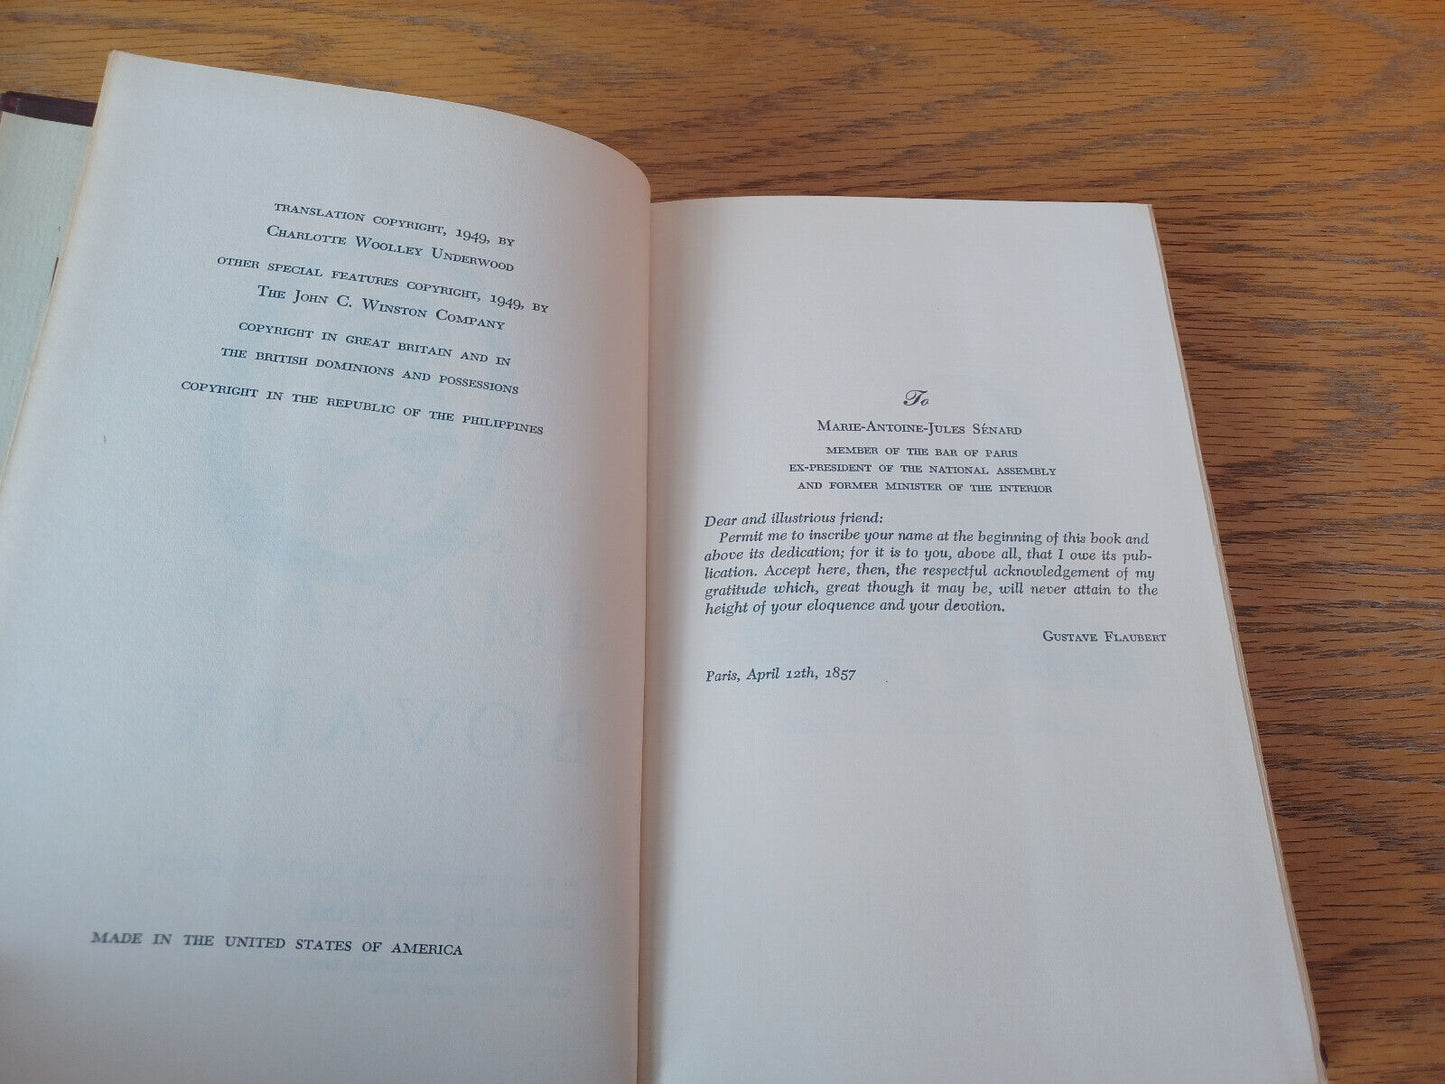 TRANSLATION COPYRIGHT, 1949, BY
CHARLOTTE WOOLLEY UNDERWOOD
OTHER SPECIAL FEATURES COPYRIGHT, 1949, BY
THE JOHN C. WINSTON COMPANY
COPYRIGHT IN GREAT BRITAIN AND IN
THE BRITISH DOMINIONS AND POSSESSIONS
COPYRIGHT IN THE REPUBLIC OF THE PHILIPPINES
MADE IN THE UNITED STATES OF AMERICA
To
MARIE-ANTOINE-JULES SÉNARD
MEMBER OF THE BAR OF PARIS
EX-PRESIDENT OF THE NATIONAL ASSEMBLY
AND FORMER MINISTER OF THE INTERIOR
Dear and illustrious friend:
Permit me to inscribe your name at the beginning of this book and
above its dedication; for it is to you, above all, that I owe its pub-
lication. Accept here, then, the respectful acknowledgement of my
gratitude which, great though it may be, will never attain to the
height of your eloquence and your devotion.
GUSTAVE FLAUBERT
Paris, April 12th, 1857